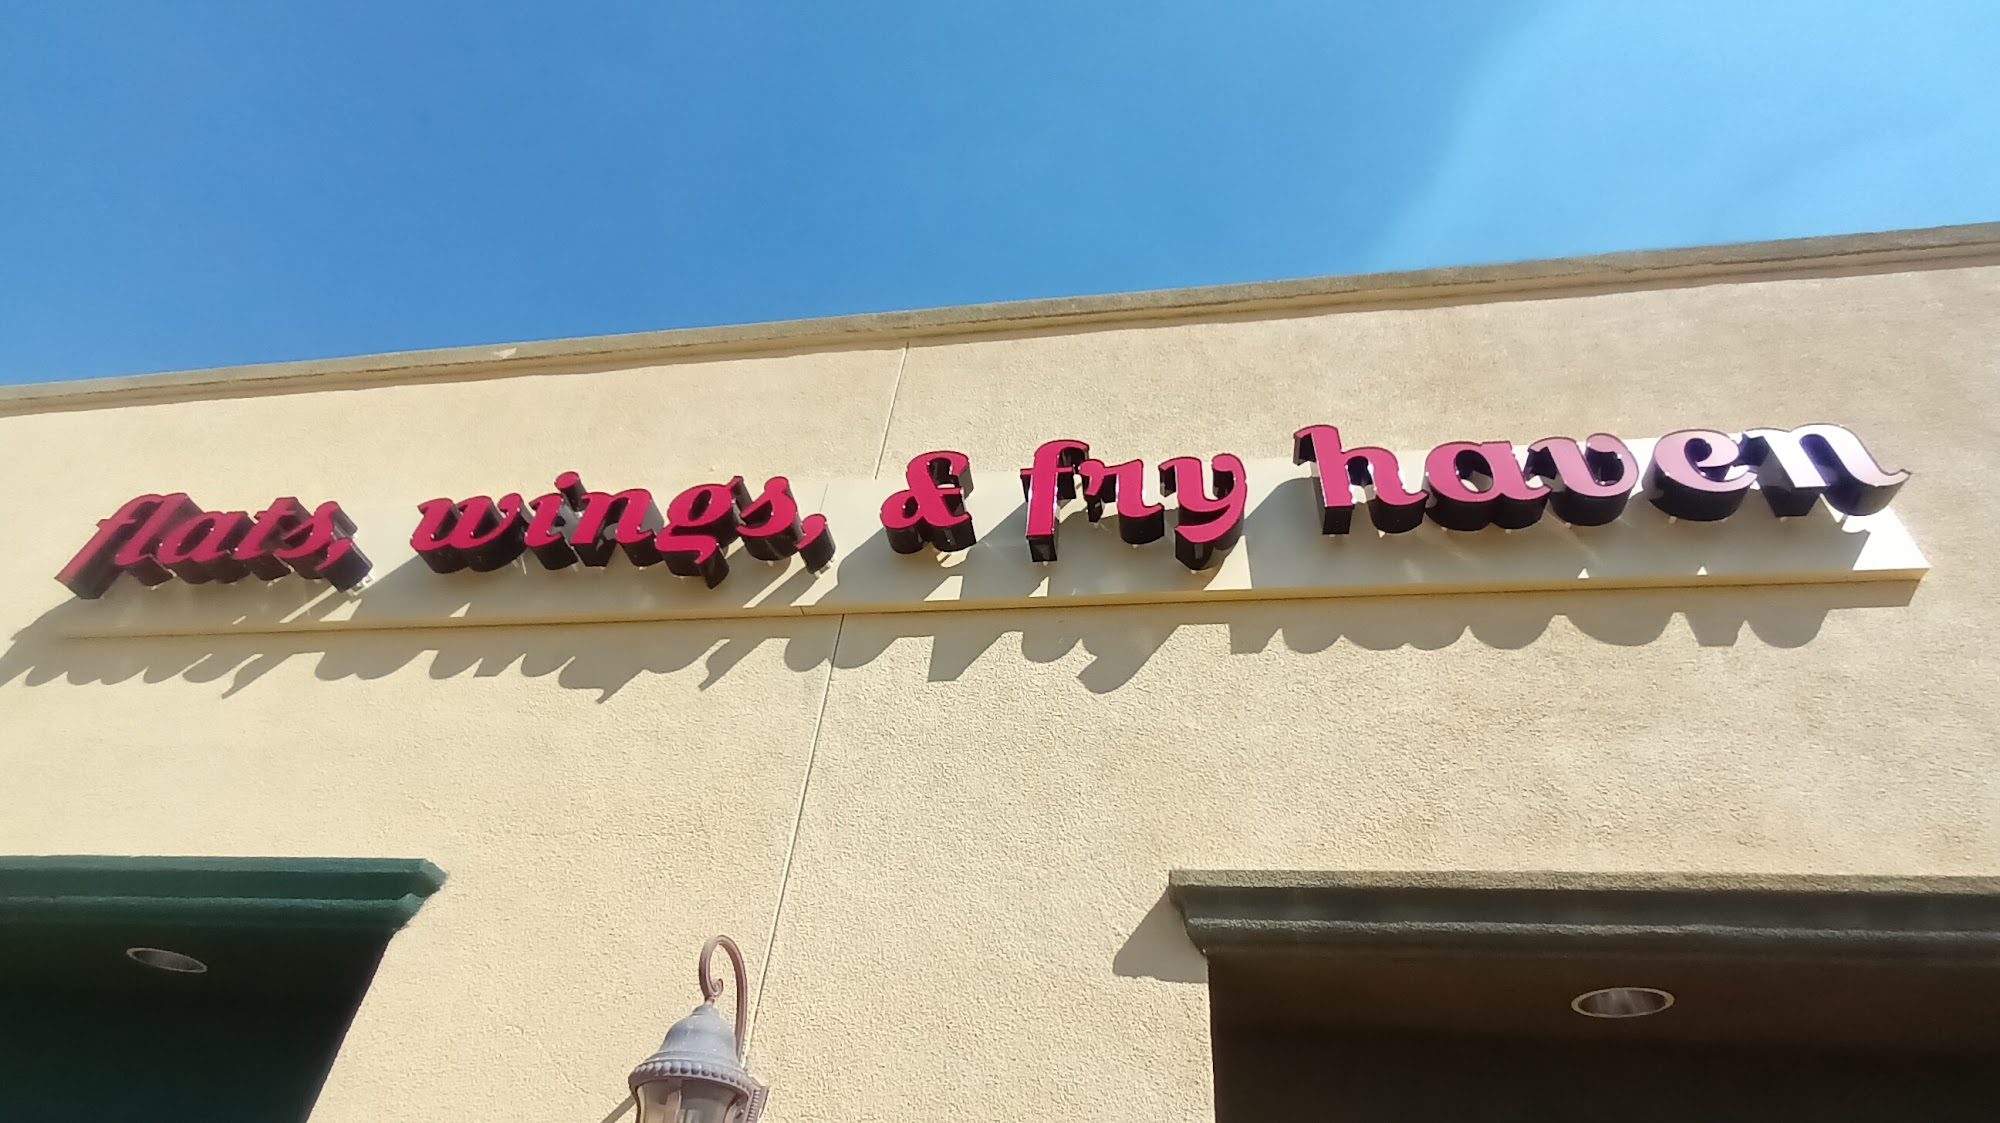 flats, wings, & fry haven